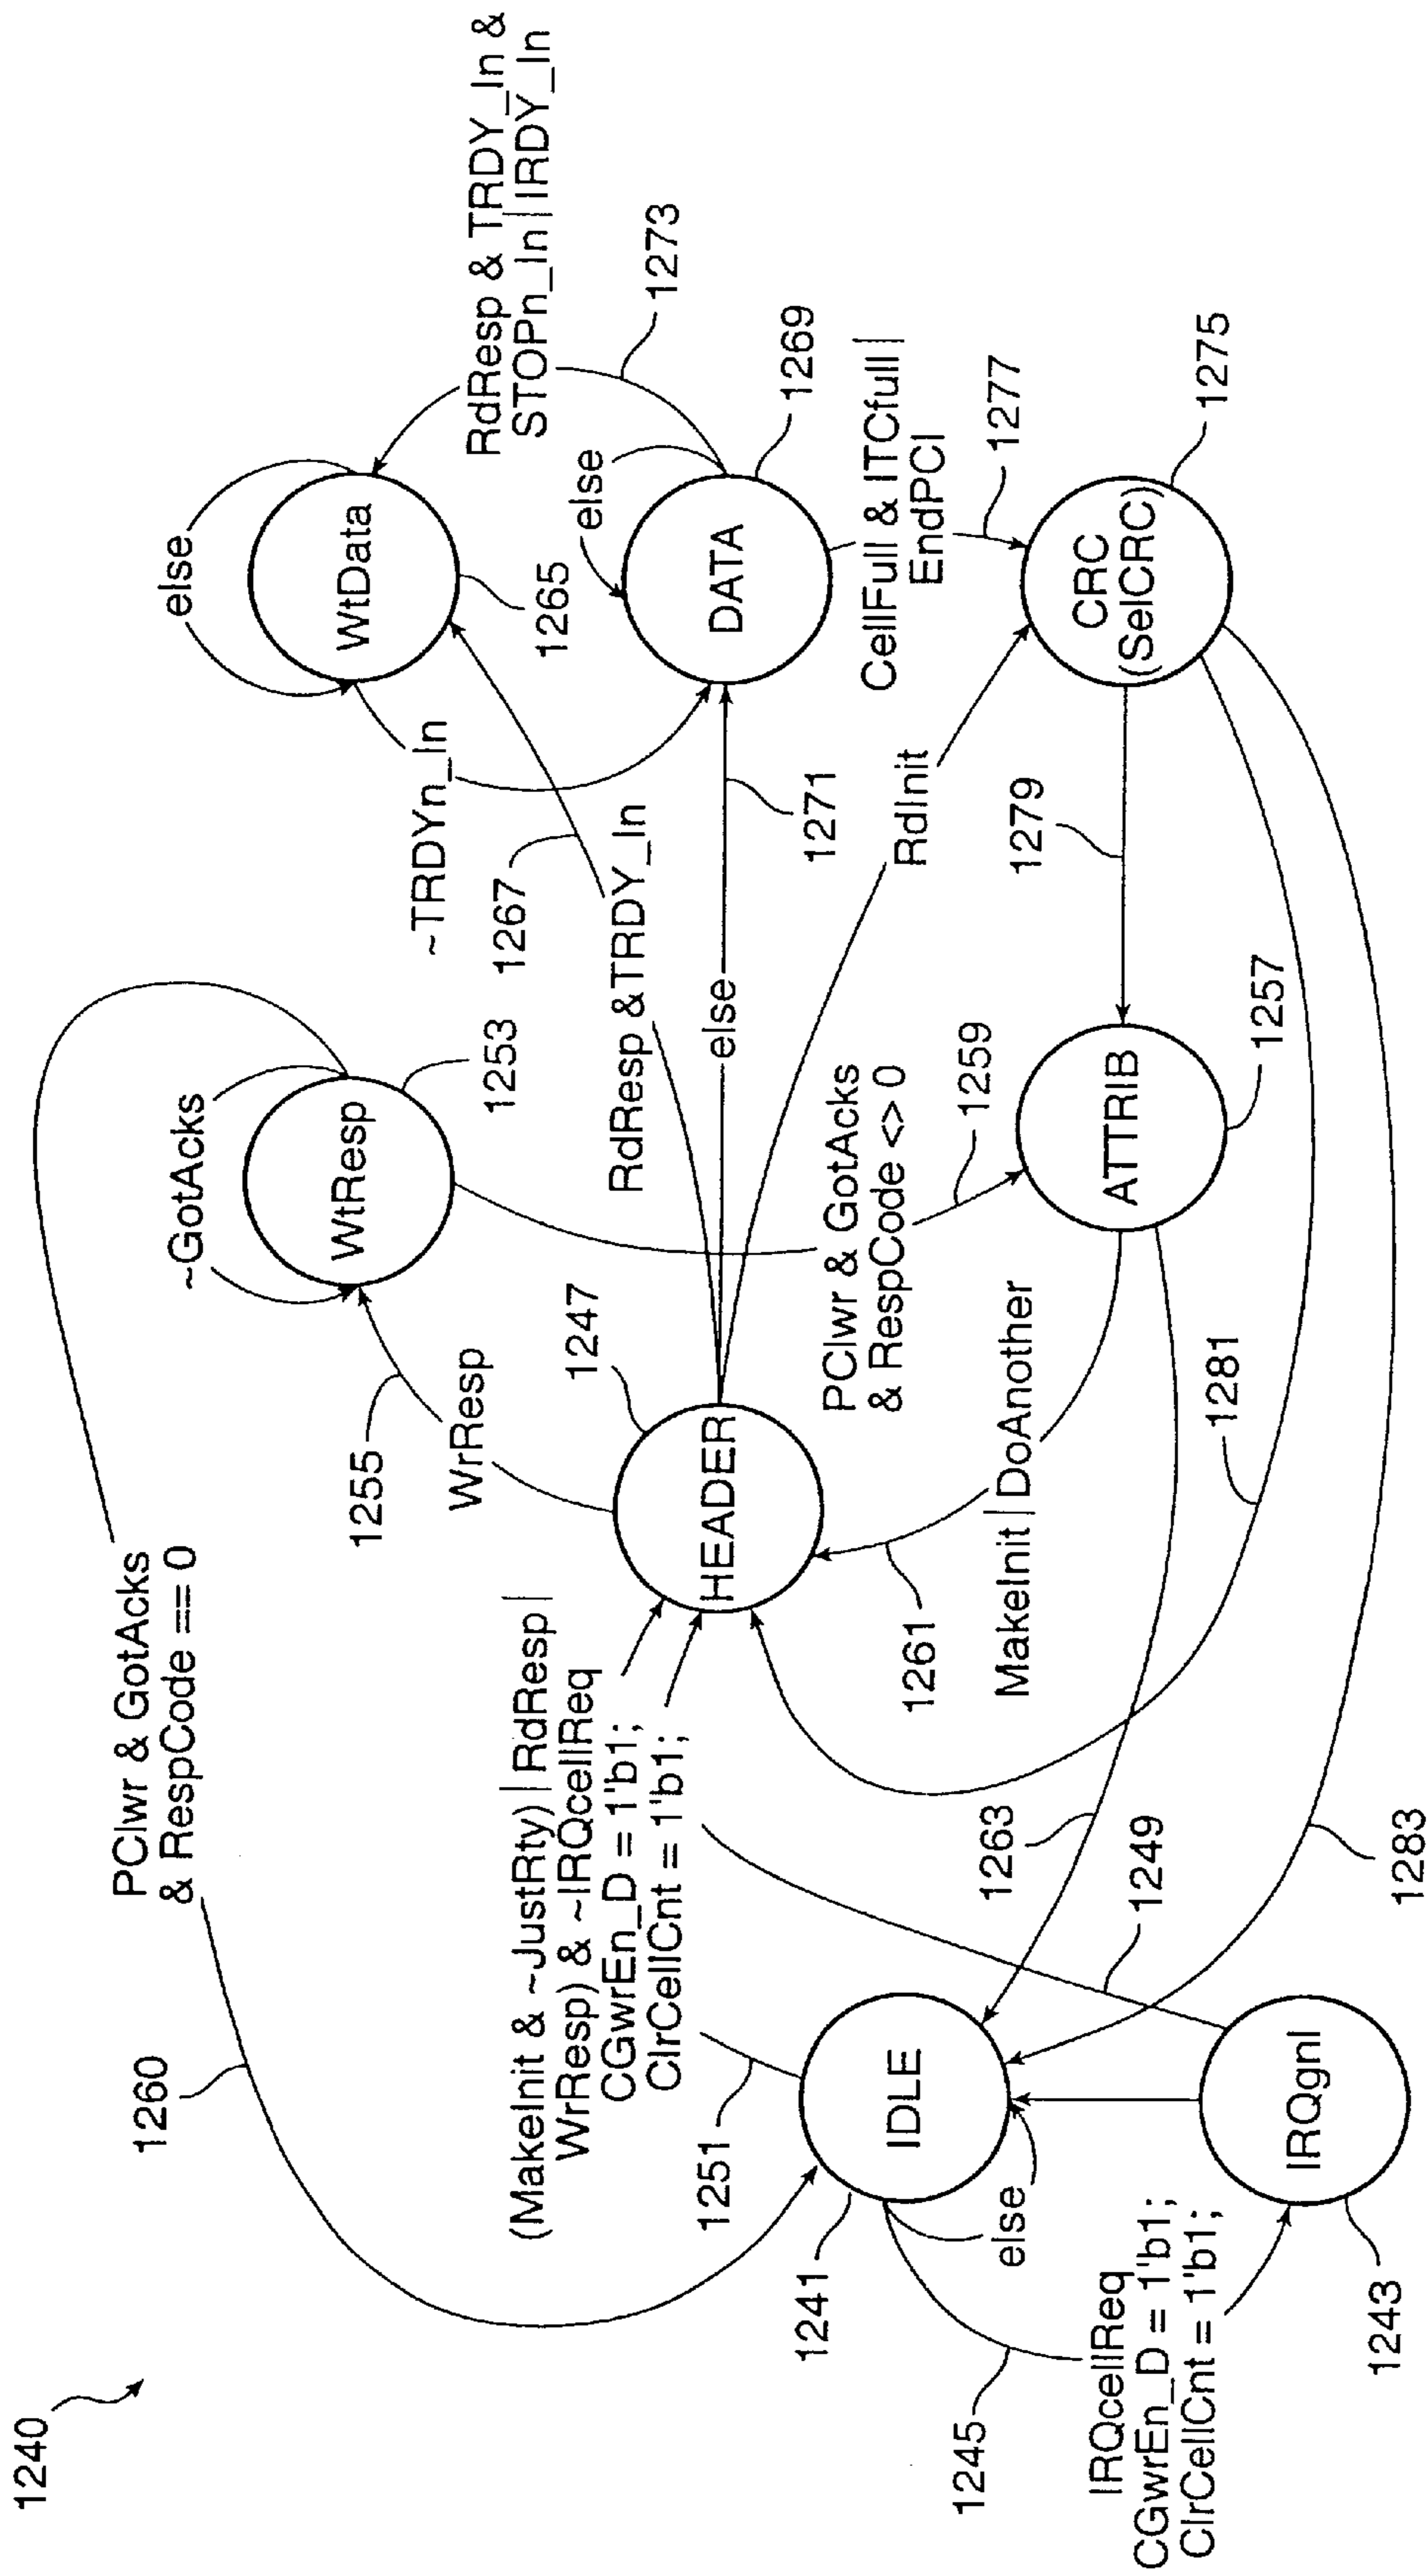 1240
1260
PCIwr & GotAcks
& RespCode == 0
~GotAcks
WtResp
1253
1255
WrResp
else
WtData
1265
~TRDYn_In
1267
RdResp & TRDY_In
RdResp & TRDY_In &
STOPn_In | IRDY_In
1273
else
DATA
1269
1271
else
1247
HEADER
(MakeInit & ~JustRty) | RdResp |
WrResp) & ~IRQcellReq
CGwrEn_D = 1'b1;
ClrCellCnt = 1'b1;
1251
1241
IDLE
else
1245
IRQcellReq
CGwrEn_D = 1'b1;
ClrCellCnt = 1'b1;
IRQgnl
1243
1249
1263
1283
1261
MakeInit | DoAnother
1281
PCIwr & GotAcks
& RespCode <> 0
1259
ATTRIB
1257
RdInit
1279
CellFull & ITCfull |
EndPCI
1277
CRC
(SelCRC)
1275